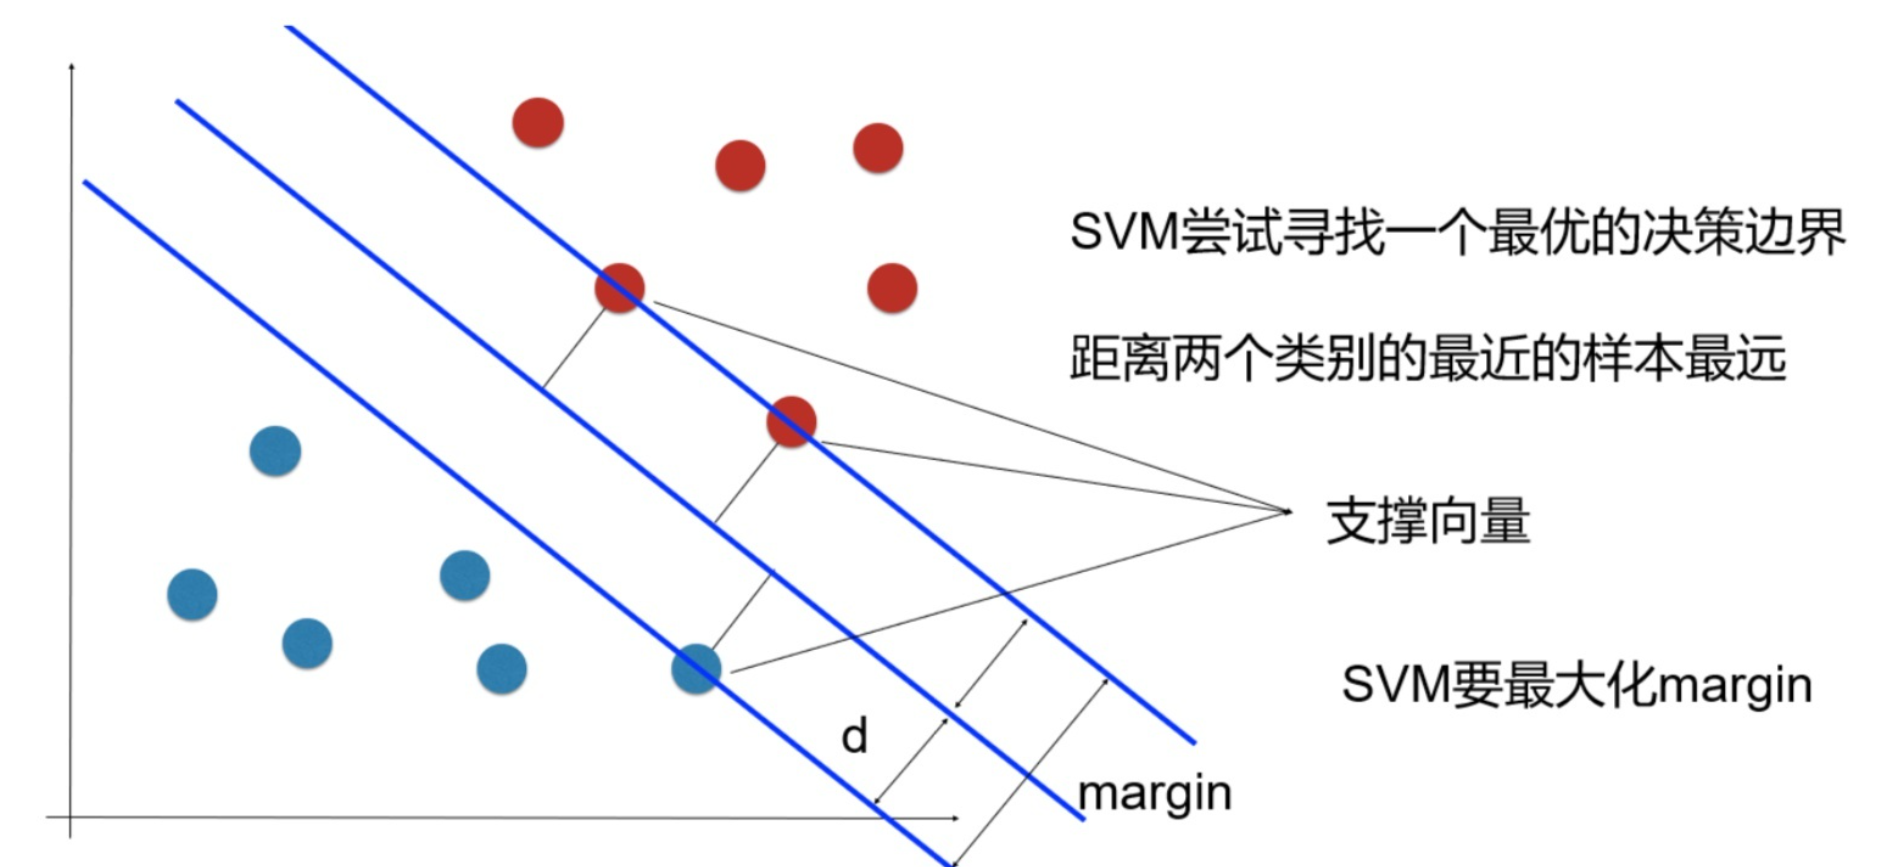 SVM尝试寻找一个最优的决策边界
距离两个类别的最近的样本最远
支撑向量
SVM要最大化margin
d
margin